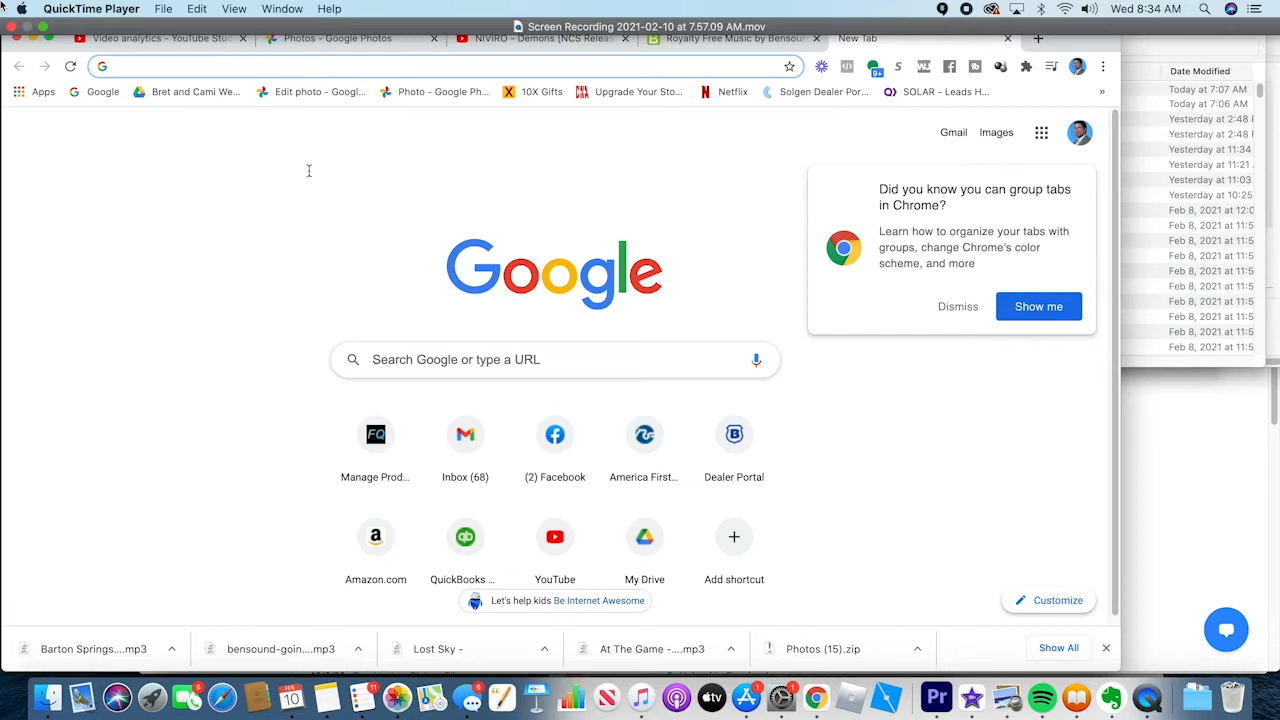 QuickTime Player File Edit View Window Help
Wed 8:34 AM
Screen Recording 2021-02-10 at 7.57.09 AM.mov
Video analytics - YouTube Stu
Photos - Google Photos
NIVIRO - Demons [NCS Releas
Royalty Free Music by Bensou
New Tab
Apps
Google
Bret and Cami We...
Edit photo - Googl...
Photo - Google Ph...
10X Gifts
Upgrade Your Sto...
Netflix
Solgen Dealer Por...
SOLAR - Leads H...
»
Gmail
Images
Did you know you can group tabs
in Chrome?
Learn how to organize your tabs with
groups, change Chrome's color
scheme, and more
Dismiss
Show me
Google
Search Google or type a URL
Manage Prod...
Inbox (68)
(2) Facebook
America First...
Dealer Portal
Amazon.com
QuickBooks ...
YouTube
My Drive
Add shortcut
Let's help kids Be Internet Awesome
Customize
Barton Springs....mp3
bensound-goin...,mp3
Lost Sky -
At The Game -...,mp3
Photos (15).zip
Show All
Date Modified
Today at 7:07 AM
Today at 7:06 AM
Yesterday at 2:48
Yesterday at 2:48
Yesterday at 11:34
Yesterday at 11:21
Yesterday at 11:03
Yesterday at 10:25
Feb 8, 2021 at 12:0
Feb 8, 2021 at 11:5
Feb 8, 2021 at 11:5
Feb 8, 2021 at 11:5
Feb 8, 2021 at 11:5
Feb 8, 2021 at 11:5
Feb 8, 2021 at 11:5
Feb 8, 2021 at 11:5
Feb 8, 2021 at 11:5
Feb 8, 2021 at 11:5